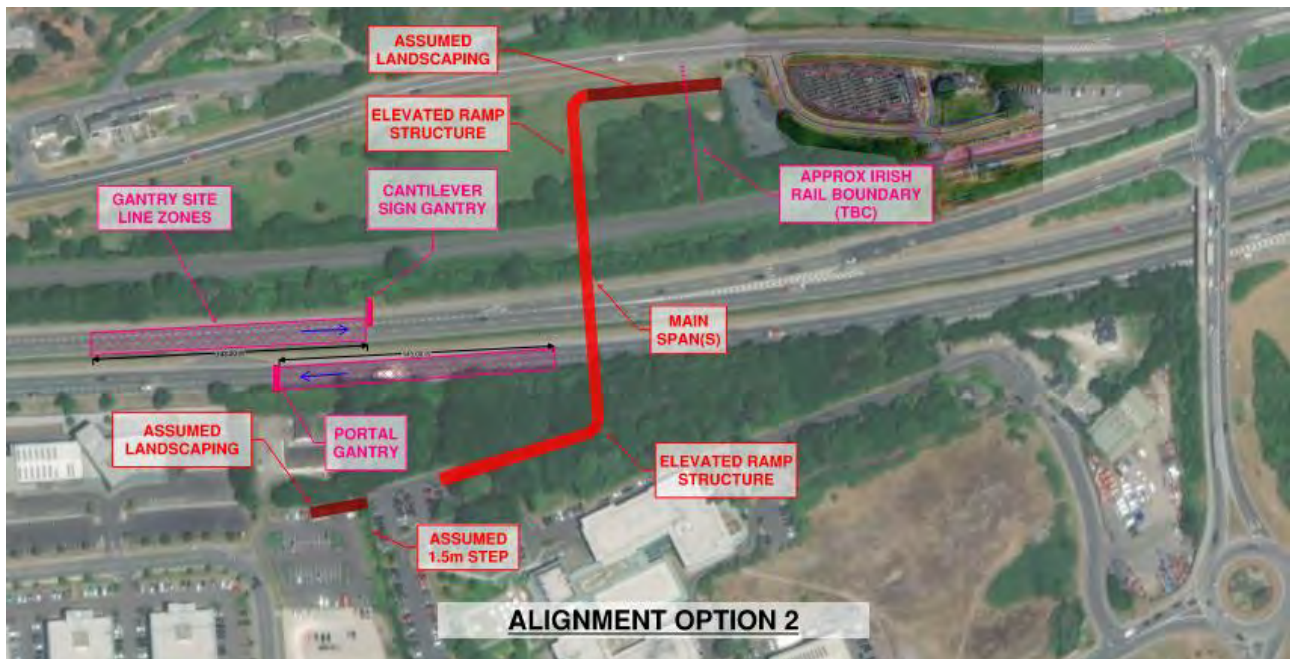 ASSUMED
LANDSCAPING
ELEVATED RAMP
STRUCTURE
CANTILEVER
SIGN GANTRY
GANTRY SITE
LINE ZONES
APPROX IRISH
RAIL BOUNDARY
(TBC)
MAIN
SPAN(S)
ASSUMED
LANDSCAPING
PORTAL
GANTRY
ELEVATED RAMP
STRUCTURE
ASSUMED
1.5m STEP
ALIGNMENT OPTION 2